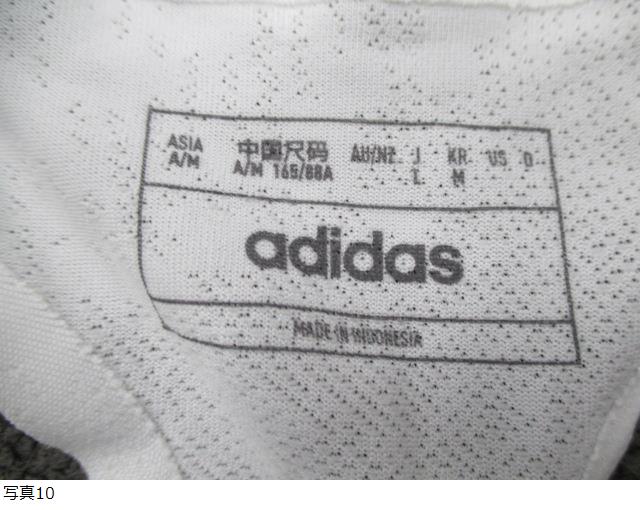 ASIA 中国尺码 AU/NZ J KR US D
A/M A/M 165/88A L M
adidas
MADE IN INDONESIA
写真10